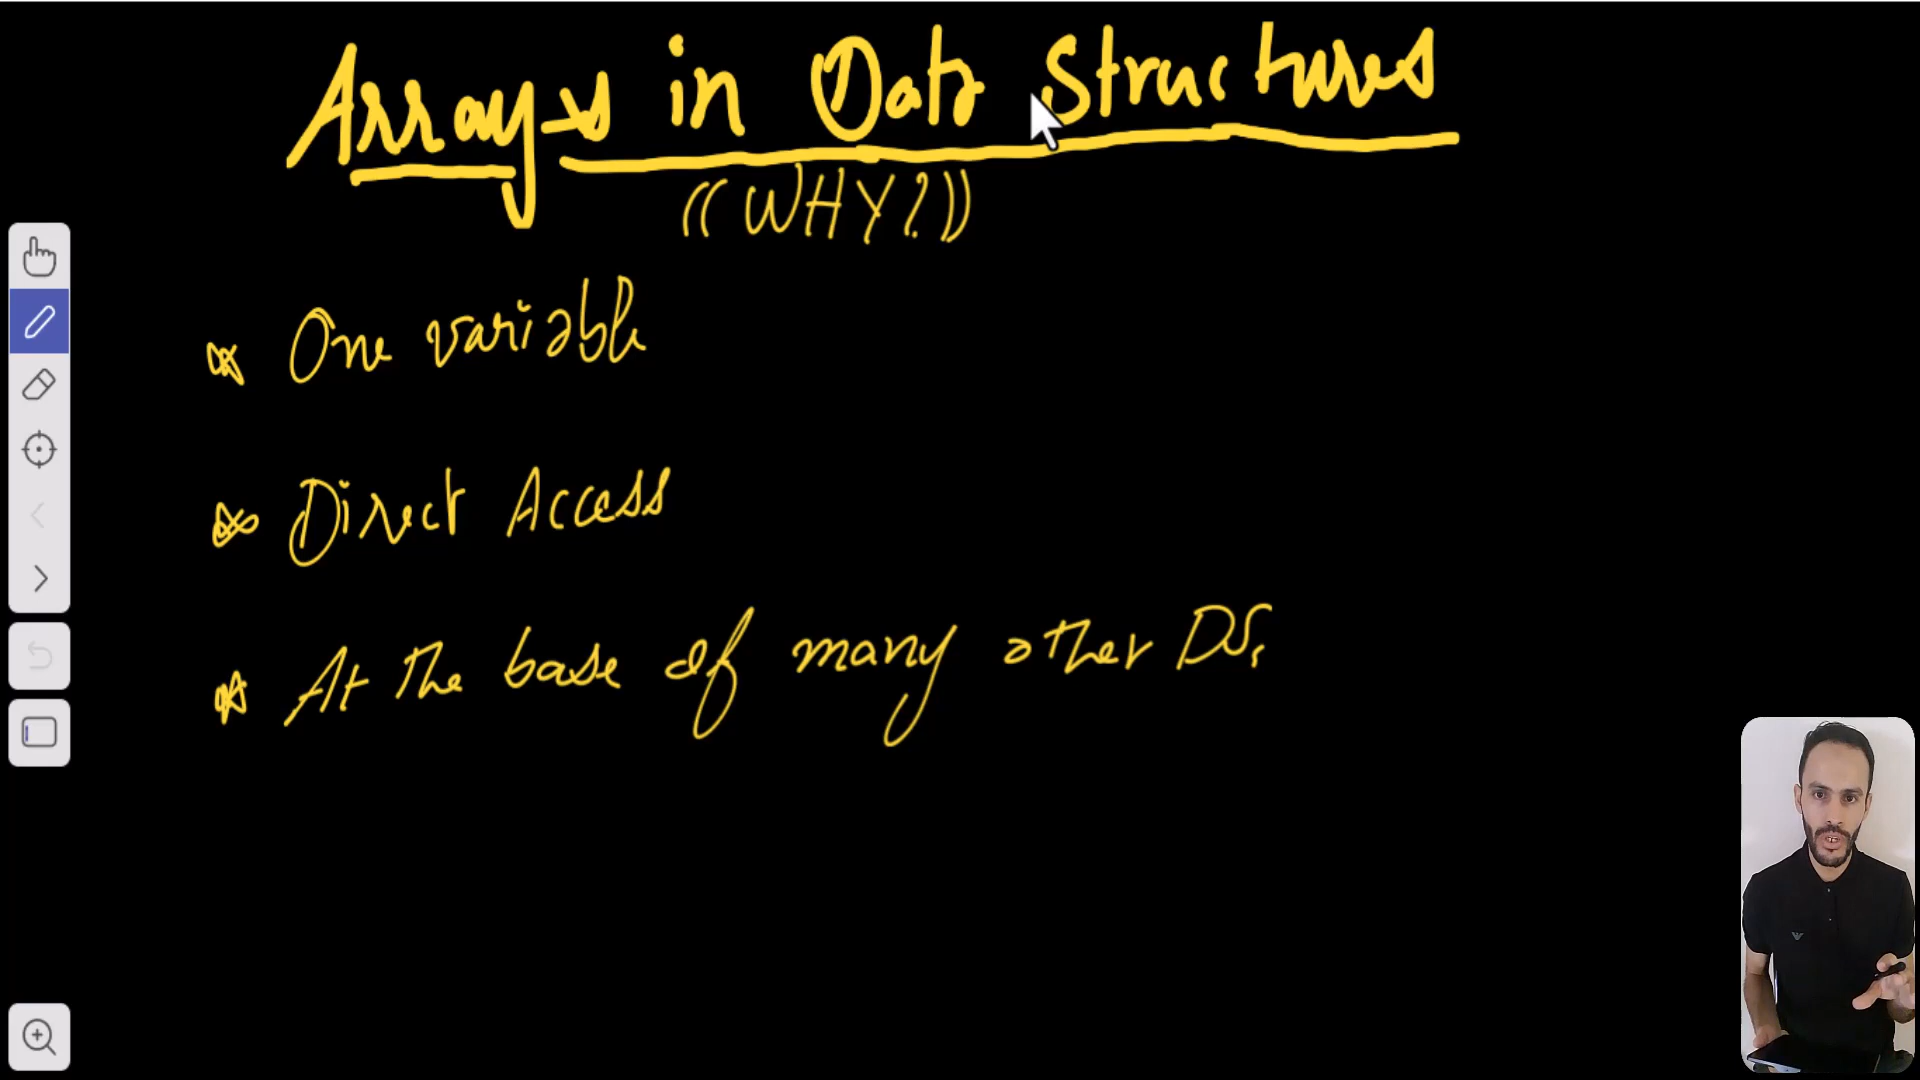 Arrays in Data Structures
((WHY?))
One variable
Direct Access
At the base of many other DS,